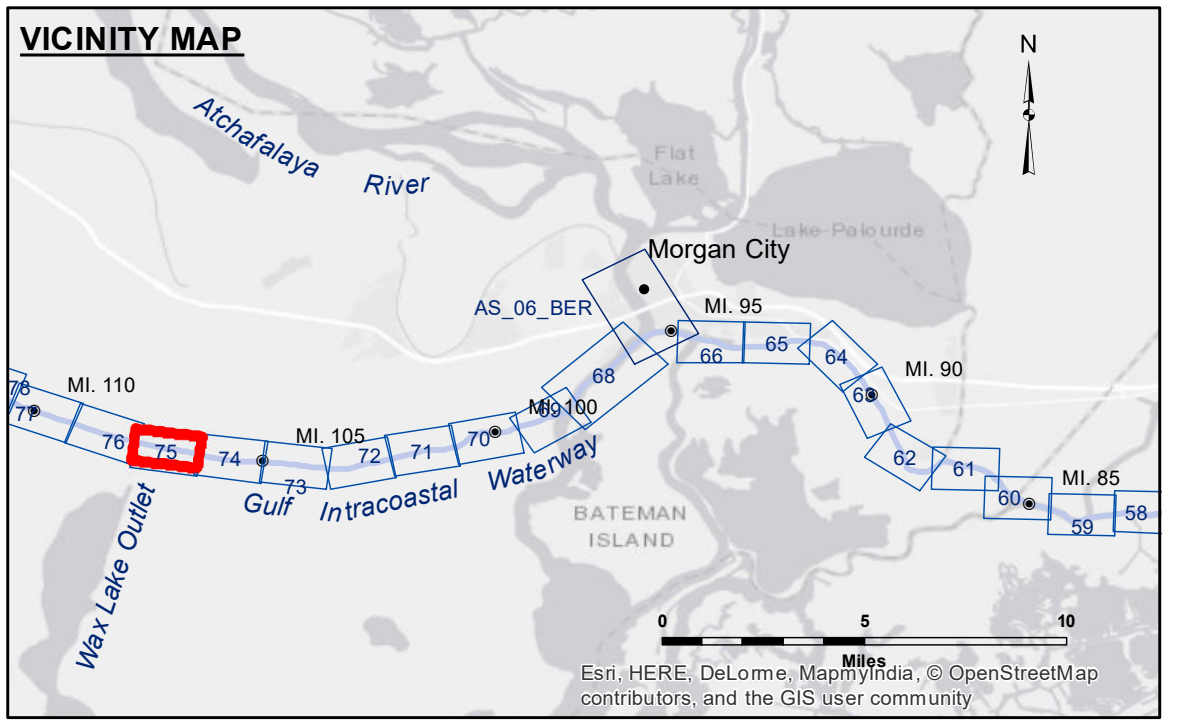 VICINITY MAP
N
Atchafalaya
River
Flat
Lake
Lake Palourde
Morgan City
AS_06_BER
MI. 95
66
65
64
MI. 90
63
68
MI. 110
78
77
69
MI. 100
76
75
74
MI. 105
73
72
71
70
62
61
60
MI. 85
59
58
Gulf
Intracoastal
Waterway
Wax Lake Outlet
BATEMAN
ISLAND
0
5
10
Miles
Esri, HERE, DeLorme, MapmyIndia, © OpenStreetMap
contributors, and the GIS user community